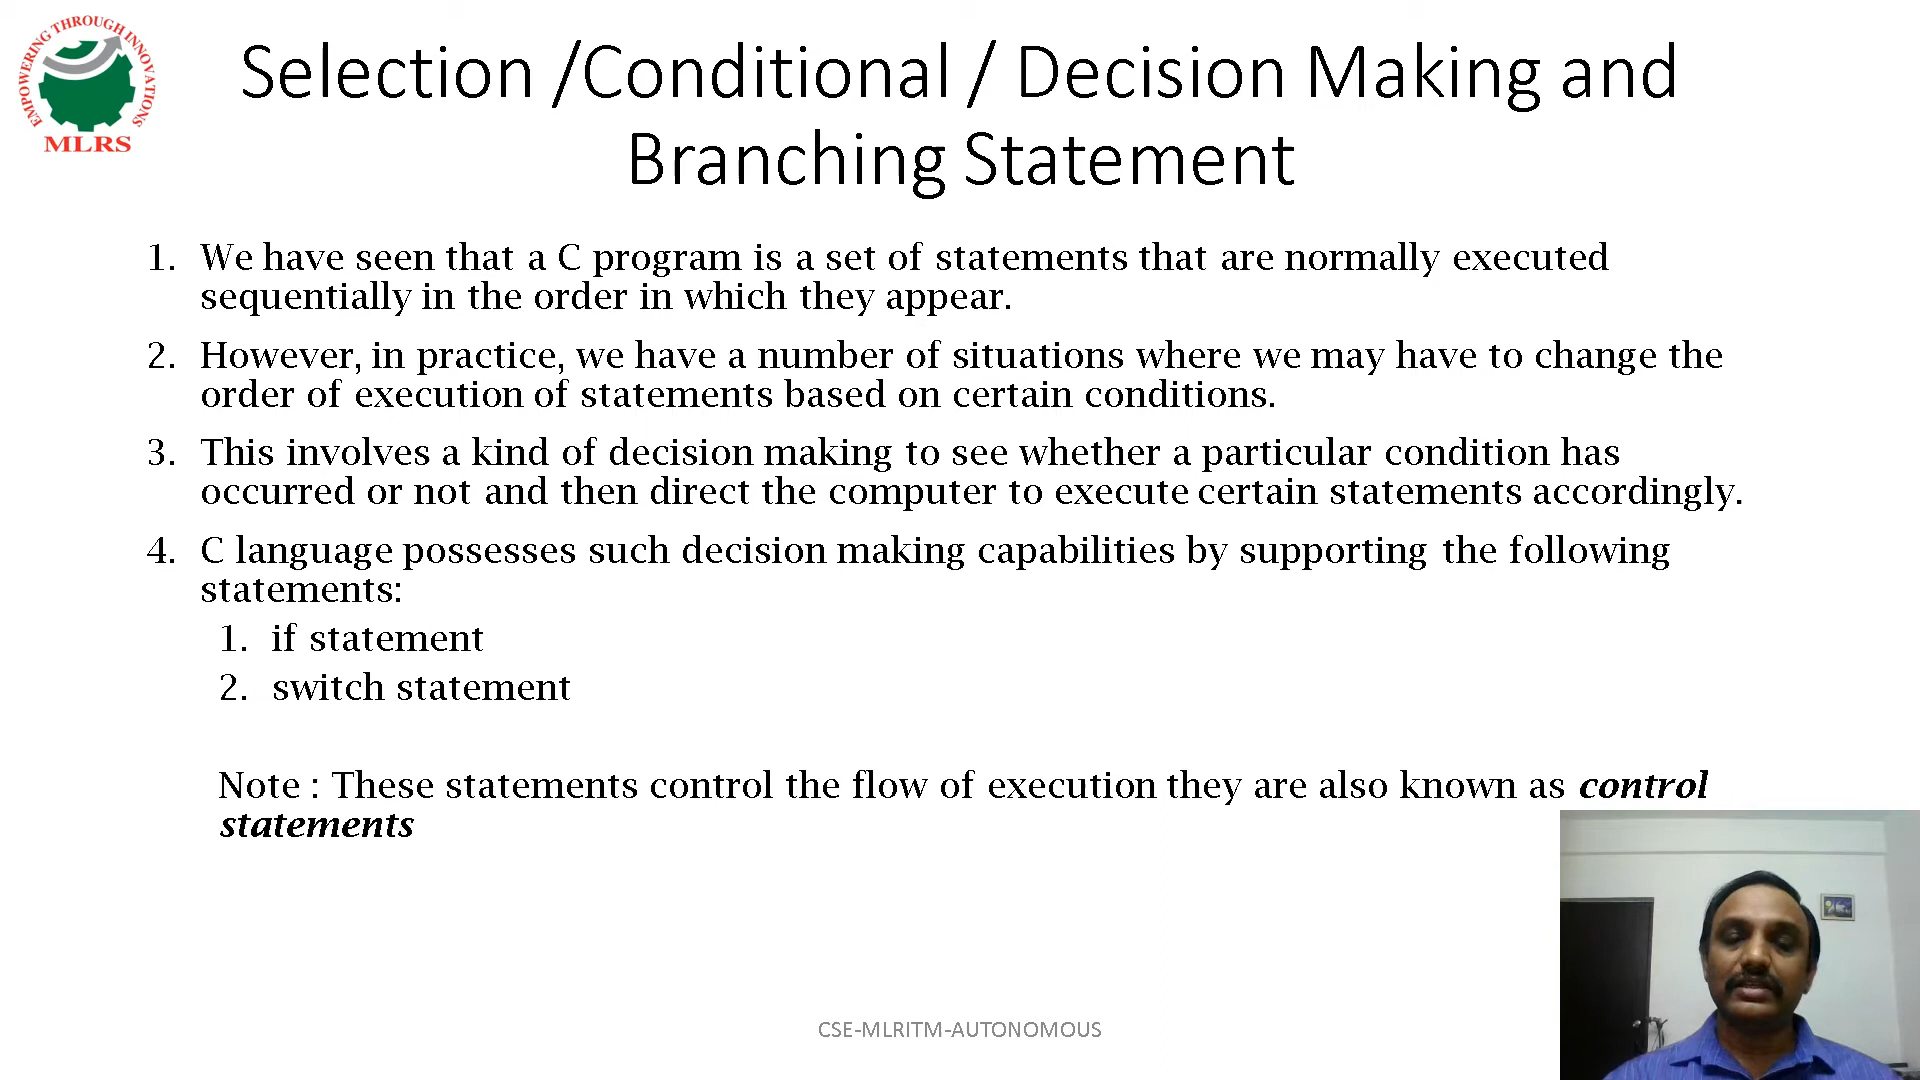 EMPOWERING THROUGH INNOVATIONS
MLRS
Selection /Conditional / Decision Making and
Branching Statement
1. We have seen that a C program is a set of statements that are normally executed
sequentially in the order in which they appear.
2. However, in practice, we have a number of situations where we may have to change the
order of execution of statements based on certain conditions.
3. This involves a kind of decision making to see whether a particular condition has
occurred or not and then direct the computer to execute certain statements accordingly.
4. C language possesses such decision making capabilities by supporting the following
statements:
1. if statement
2. switch statement
Note : These statements control the flow of execution they are also known as control
statements
CSE-MLRITM-AUTONOMOUS